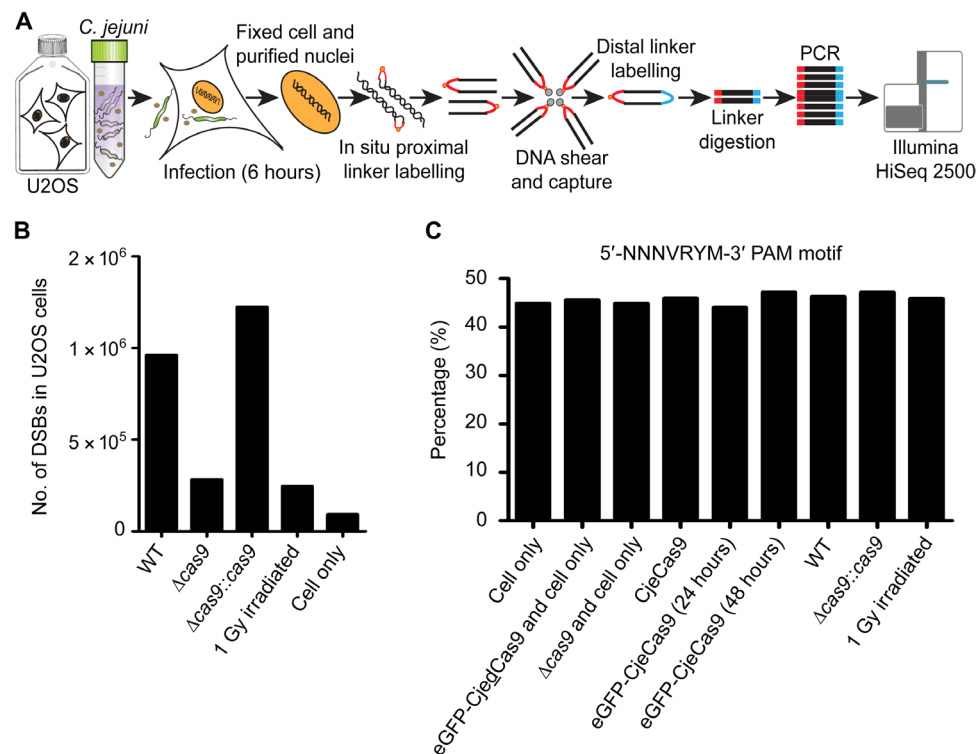 A
C. jejuni
U2OS
Fixed cell and
purified nuclei
Infection (6 hours)
In situ proximal
linker labelling
DNA shear
and capture
Distal linker
labelling
Linker
digestion
PCR
Illumina
HiSeq 2500
B
No. of DSBs in U2OS cells
2 × 10⁶
1 × 10⁶
5 × 10⁵
0
WT
Δcas9
Δcas9::cas9
1 Gy irradiated
Cell only
C
5′-NNNVRYM-3′ PAM motif
Percentage (%)
50
40
30
20
10
0
Cell only
eGFP-CjedCas9 and cell only
Δcas9 and cell only
CjeCas9
eGFP-CjeCas9 (24 hours)
eGFP-CjeCas9 (48 hours)
WT
Δcas9::cas9
1 Gy irradiated